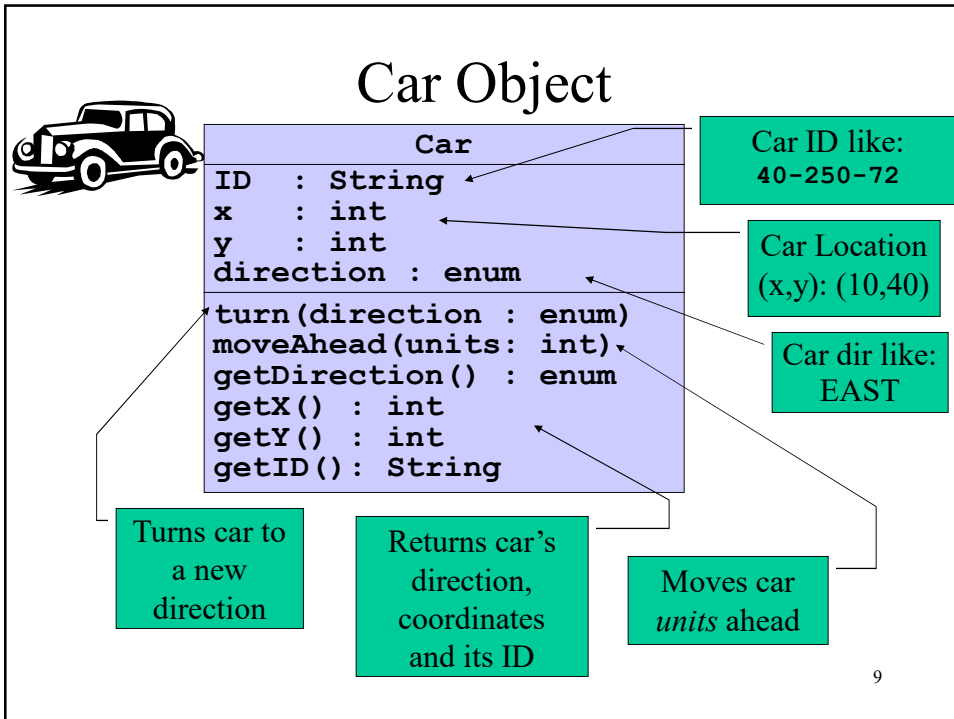 Car Object
Car
ID : String
x : int
y : int
direction : enum
turn(direction : enum)
moveAhead(units: int)
getDirection() : enum
getX() : int
getY() : int
getID(): String
Car ID like:
40-250-72
Car Location
(x,y): (10,40)
Car dir like:
EAST
Turns car to
a new
direction
Returns car's
direction,
coordinates
and its ID
Moves car
units ahead
9